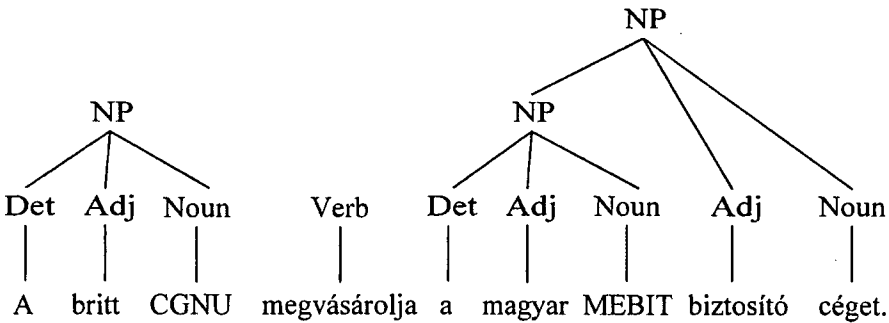 NP
NP NP
Det Adj Noun Verb Det Adj Noun Adj Noun
A britt CGNU megvásárolja a magyar MEBIT biztosító céget.